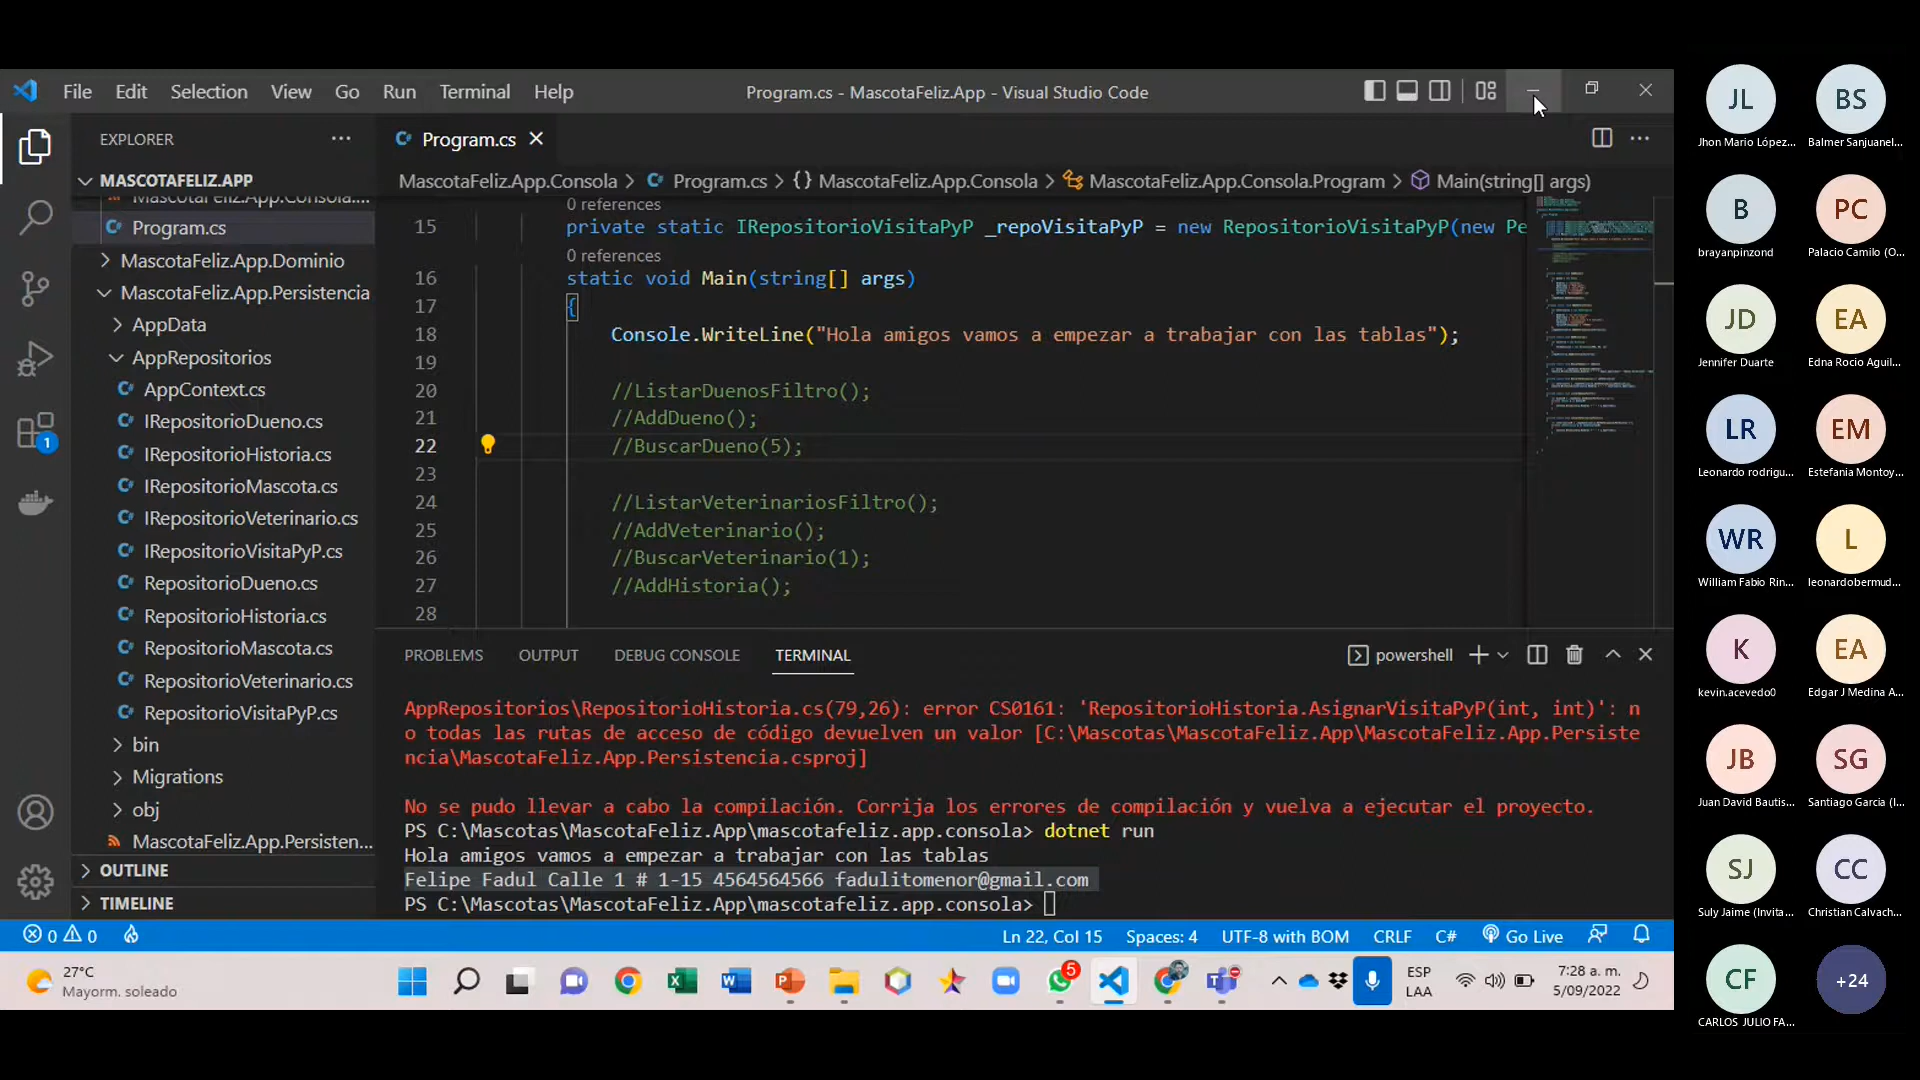 File Edit Selection View Go Run Terminal Help
Program.cs - MascotaFeliz.App - Visual Studio Code
EXPLORER
MASCOTAFELIZ.APP
MascotaFeliz.App.Consola....
Program.cs
MascotaFeliz.App.Dominio
MascotaFeliz.App.Persistencia
AppData
AppRepositorios
AppContext.cs
IRepositorioDueno.cs
IRepositorioHistoria.cs
IRepositorioMascota.cs
IRepositorioVeterinario.cs
IRepositorioVisitaPyP.cs
RepositorioDueno.cs
RepositorioHistoria.cs
RepositorioMascota.cs
RepositorioVeterinario.cs
RepositorioVisitaPyP.cs
bin
Migrations
obj
MascotaFeliz.App.Persisten...
OUTLINE
TIMELINE
1
Program.cs
MascotaFeliz.App.Consola > Program.cs > {} MascotaFeliz.App.Consola > MascotaFeliz.App.Consola.Program > Main(string[] args)
0 references
15 private static IRepositorioVisitaPyP _repoVisitaPyP = new RepositorioVisitaPyP(new Pe
0 references
16 static void Main(string[] args)
17 {
18 Console.WriteLine("Hola amigos vamos a empezar a trabajar con las tablas");
19
20 //ListarDuenosFiltro();
21 //AddDueno();
22 //BuscarDueno(5);
23
24 //ListarVeterinariosFiltro();
25 //AddVeterinario();
26 //BuscarVeterinario(1);
27 //AddHistoria();
28
PROBLEMS OUTPUT DEBUG CONSOLE TERMINAL
powershell
AppRepositorios\RepositorioHistoria.cs(79,26): error CS0161: 'RepositorioHistoria.AsignarVisitaPyP(int, int)': n
o todas las rutas de acceso de código devuelven un valor [C:\Mascotas\MascotaFeliz.App\MascotaFeliz.App.Persiste
ncia\MascotaFeliz.App.Persistencia.csproj]
No se pudo llevar a cabo la compilación. Corrija los errores de compilación y vuelva a ejecutar el proyecto.
PS C:\Mascotas\MascotaFeliz.App\mascotafeliz.app.consola> dotnet run
Hola amigos vamos a empezar a trabajar con las tablas
Felipe Fadul Calle 1 # 1-15 4564564566 fadulitomenor@gmail.com
PS C:\Mascotas\MascotaFeliz.App\mascotafeliz.app.consola>
0 0
Ln 22, Col 15 Spaces: 4 UTF-8 with BOM CRLF C# Go Live
27°C
Mayorm. soleado
5
ESP
LAA
7:28 a. m.
5/09/2022
JL BS
Jhon Mario López... Balmer Sanjuanel...
B PC
brayanpinzond Palacio Camilo (O...
JD EA
Jennifer Duarte Edna Rocio Aguil...
LR EM
Leonardo rodrigu... Estefania Montoy...
WR L
William Fabio Rin... leonardobermud...
K EA
kevin.acevedo0 Edgar J Medina A...
JB SG
Juan David Bautis... Santiago Garcia (I...
SJ CC
Suly Jaime (Invita... Christian Calvach...
CF +24
CARLOS JULIO FA...